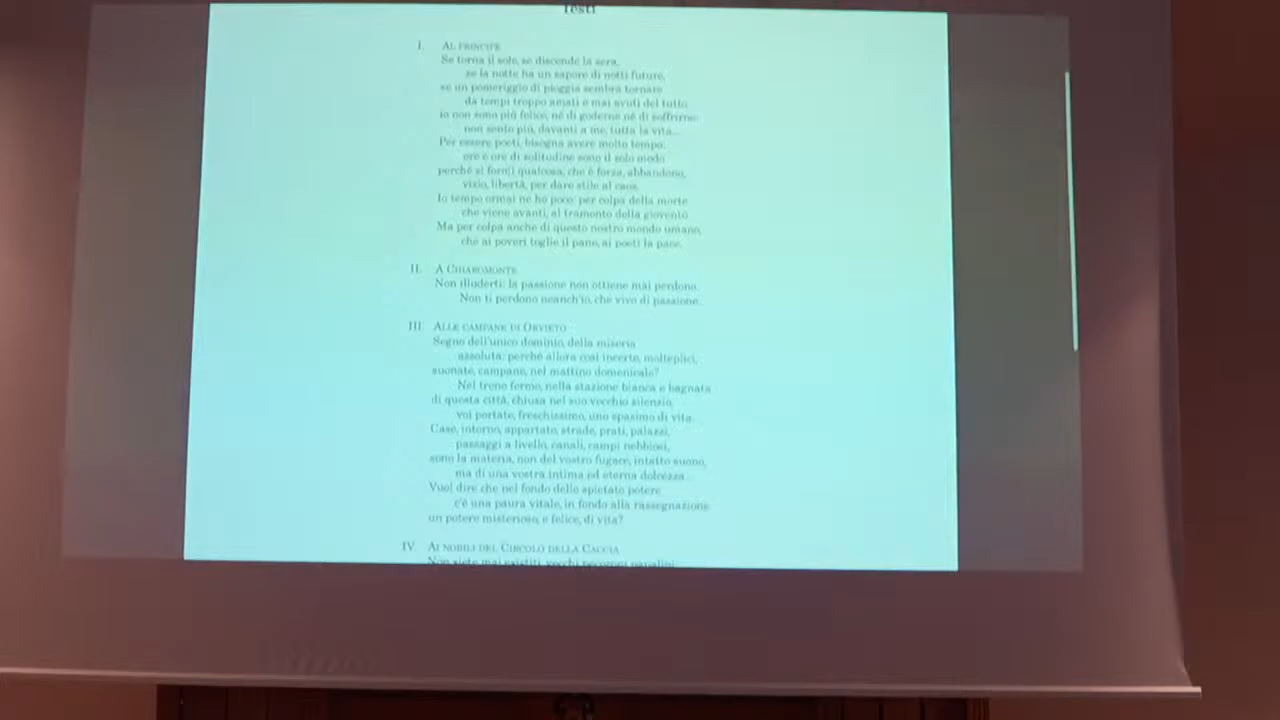 Testi
I. Al principe
Se torna il sole, se discende la sera,
se la notte ha un sapore di notti future,
se un pomeriggio di pioggia sembra tornare
da tempi troppo amati e mai avuti del tutto,
io non sono più felice, né di goderne né di soffrirne:
non sento più, davanti a me, tutta la vita...
Per essere poeti, bisogna avere molto tempo:
ore e ore di solitudine sono il solo modo
perché si formi qualcosa, che è forza, abbandono,
vizio, libertà, per dare stile al caos.
Io tempo ormai ne ho poco: per colpa della morte
che viene avanti, al tramonto della gioventù.
Ma per colpa anche di questo nostro mondo umano,
che ai poveri toglie il pane, ai poeti la pace.
II. A Chiaromonte
Non illuderti: la passione non ottiene mai perdono.
Non ti perdono neanch'io, che vivo di passione.
III. Alle campane di Orvieto
Segno dell'unico dominio, della miseria
assoluta: perché allora così incerte, molteplici,
suonate, campane, nel mattino domenicale?
Nel treno fermo, nella stazione bianca e bagnata
di questa città, chiusa nel suo vecchio silenzio,
voi portate, freschissimo, uno spasimo di vita.
Case, intorno, appartate, strade, prati, palazzi,
passaggi a livello, canali, campi nebbiosi,
sono la materia, non del vostro fugace, intatto suono,
ma di una vostra intima ed eterna dolcezza.
Vuol dire che nel fondo dello spietato potere
c'è una paura vitale, in fondo alla rassegnazione
un potere misterioso, e felice, di vita?
IV. Ai nobili del Circolo della Caccia
Non siete mai esistiti, vecchi pecoroni papalini: